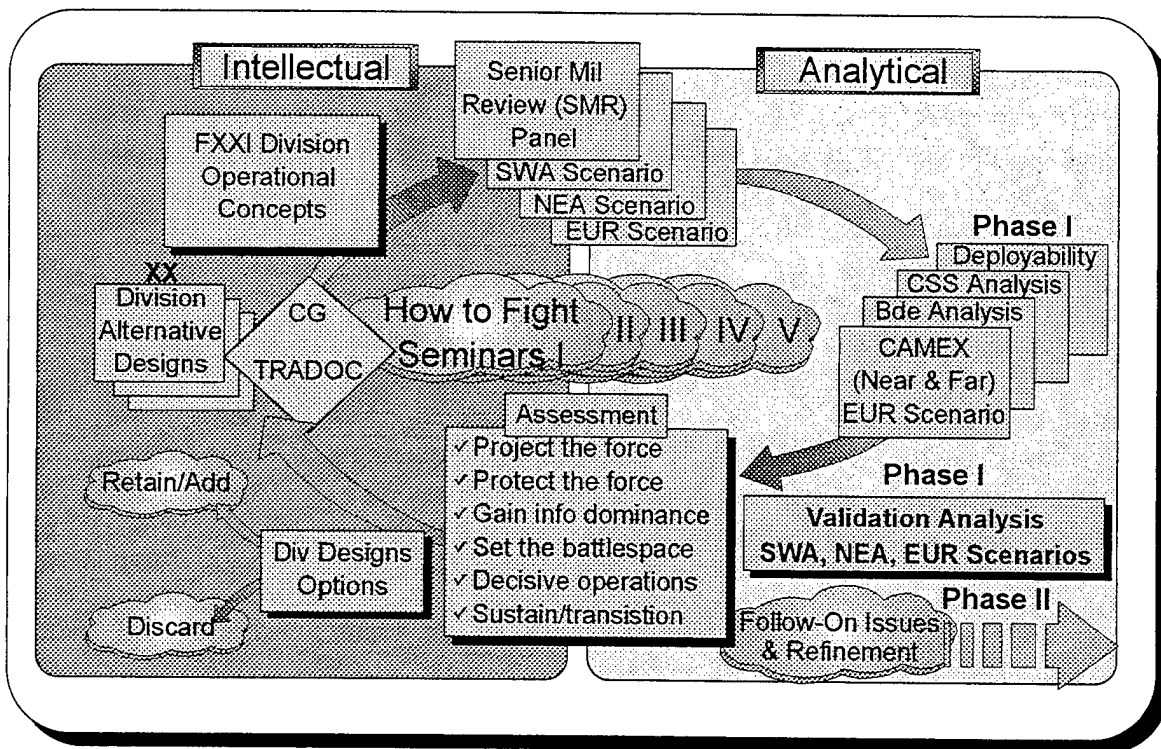 Intellectual
Analytical
Senior Mil
Review (SMR)
Panel
SWA Scenario
NEA Scenario
EUR Scenario
FXXI Division
Operational
Concepts
Phase I
Deployability
CSS Analysis
Bde Analysis
CAMEX
(Near & Far)
EUR Scenario
XX
Division
Alternative
Designs
CG
TRADOC
How to Fight
Seminars I II III IV. V.
Assessment
✓ Project the force
✓ Protect the force
✓ Gain info dominance
✓ Set the battlespace
✓ Decisive operations
✓ Sustain/transistion
Retain/Add
Div Designs
Options
Discard
Phase I
Validation Analysis
SWA, NEA, EUR Scenarios
Phase II
Follow-On Issues
& Refinement